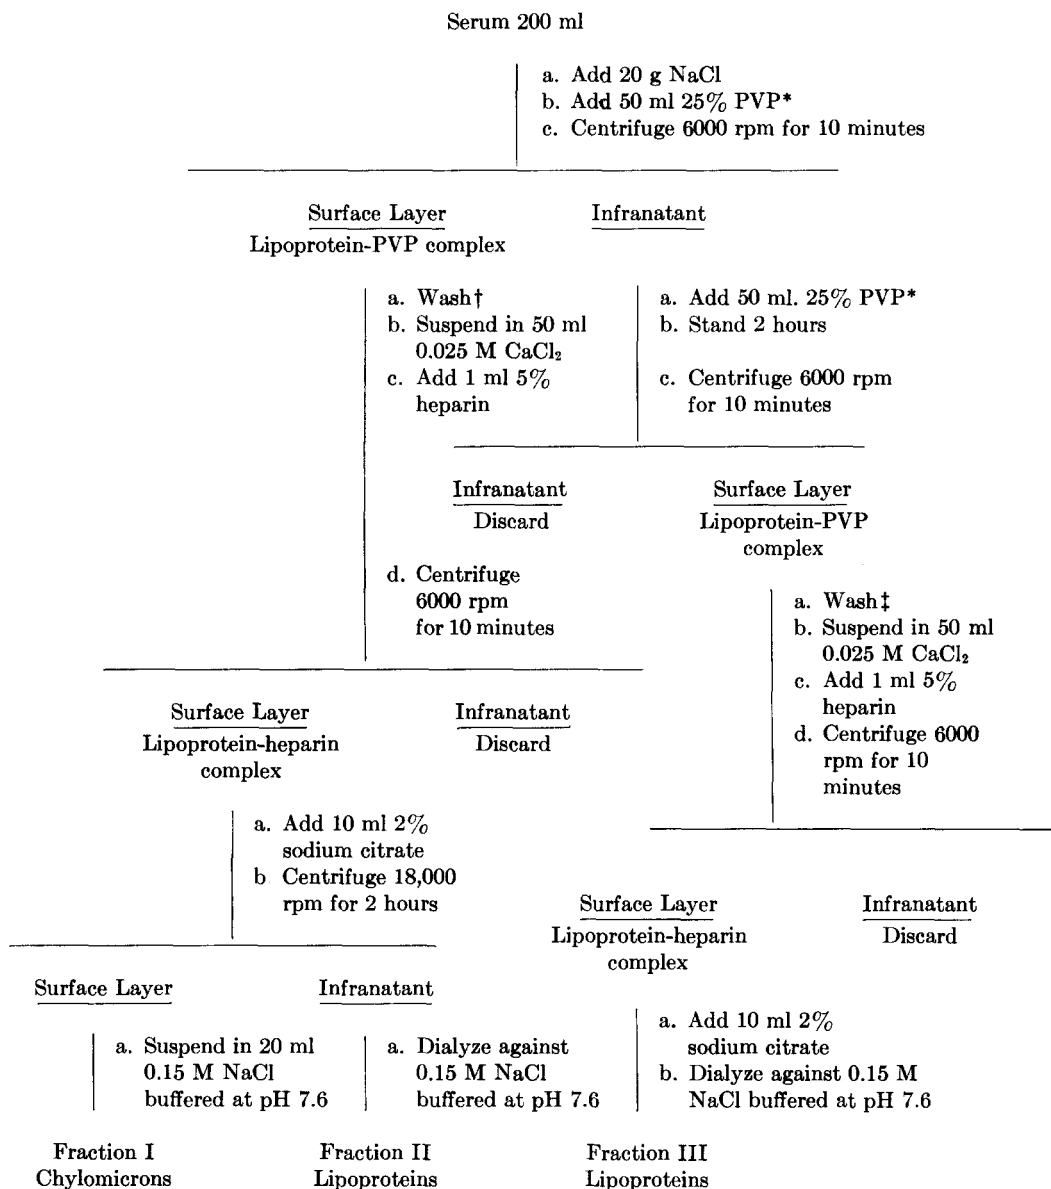 Serum 200 ml
a. Add 20 g NaCl
b. Add 50 ml 25% PVP*
c. Centrifuge 6000 rpm for 10 minutes
Surface Layer
Lipoprotein-PVP complex
Infranatant
a. Wash†
b. Suspend in 50 ml
0.025 M CaCl₂
c. Add 1 ml 5%
heparin
a. Add 50 ml. 25% PVP*
b. Stand 2 hours
c. Centrifuge 6000 rpm
for 10 minutes
Infranatant
Discard
Surface Layer
Lipoprotein-PVP
complex
d. Centrifuge
6000 rpm
for 10 minutes
a. Wash‡
b. Suspend in 50 ml
0.025 M CaCl₂
c. Add 1 ml 5%
heparin
d. Centrifuge 6000
rpm for 10
minutes
Surface Layer
Lipoprotein-heparin
complex
Infranatant
Discard
a. Add 10 ml 2%
sodium citrate
b Centrifuge 18,000
rpm for 2 hours
Surface Layer
Lipoprotein-heparin
complex
Infranatant
Discard
Surface Layer
Infranatant
a. Suspend in 20 ml
0.15 M NaCl
buffered at pH 7.6
a. Dialyze against
0.15 M NaCl
buffered at pH 7.6
a. Add 10 ml 2%
sodium citrate
b. Dialyze against 0.15 M
NaCl buffered at pH 7.6
Fraction I
Chylomicrons
Fraction II
Lipoproteins
Fraction III
Lipoproteins